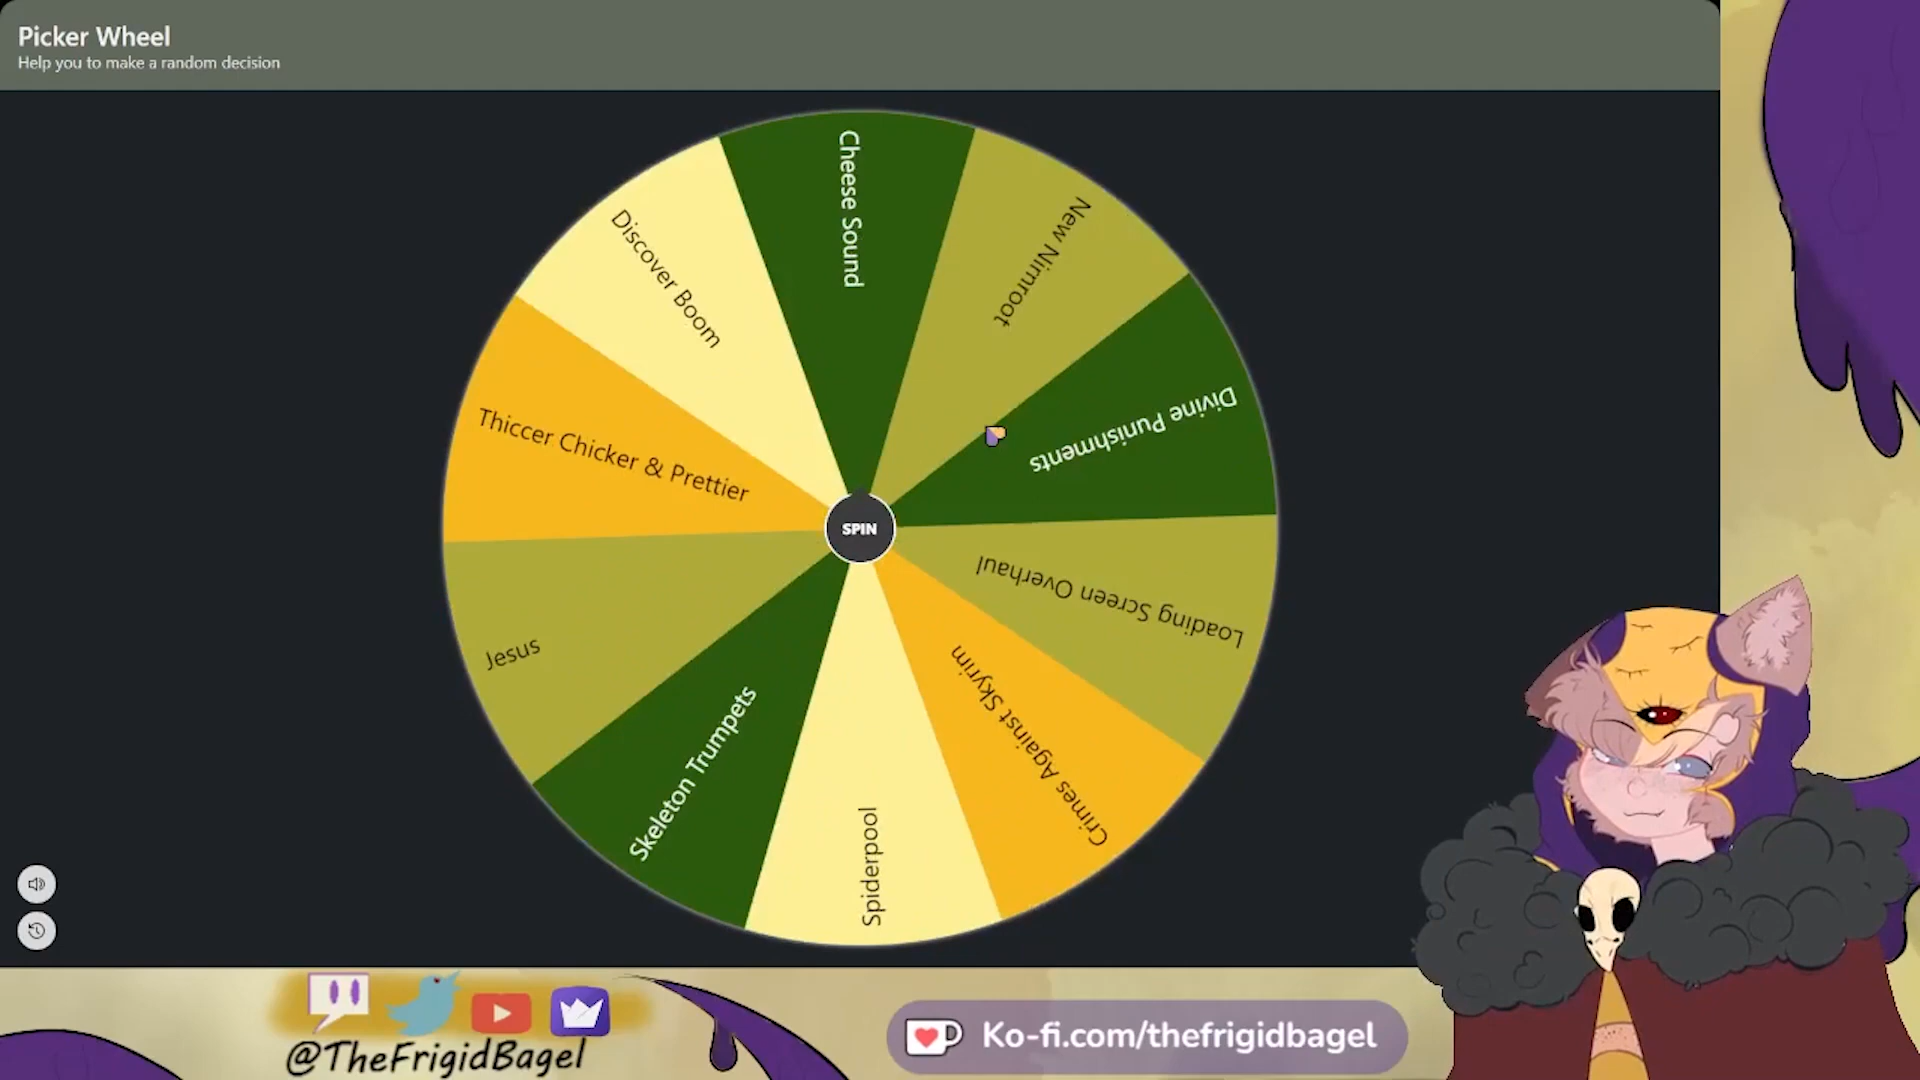 Picker Wheel
Help you to make a random decision
Cheese Sound
New Nirnroot
Divine Punishments
Loading Screen Overhaul
Crimes Against Skyrim
Spiderpool
Skeleton Trumpets
Jesus
Thiccer Chicker & Prettier
Discover Boom
SPIN
@TheFrigidBagel
Ko-fi.com/thefrigidbagel